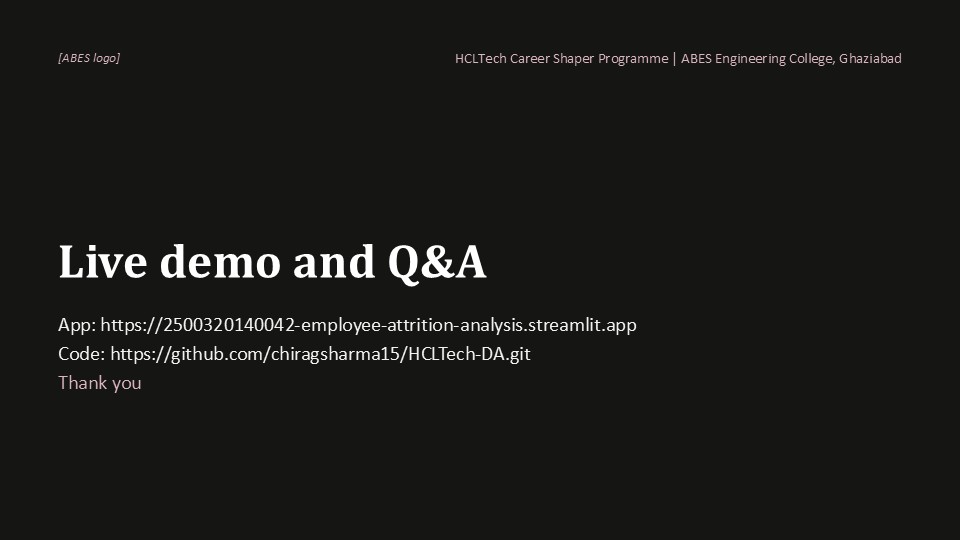 [ABES logo]
HCLTech Career Shaper Programme | ABES Engineering College, Ghaziabad
Live demo and Q&A
App: https://2500320140042-employee-attrition-analysis.streamlit.app
Code: https://github.com/chiragsharma15/HCLTech-DA.git
Thank you